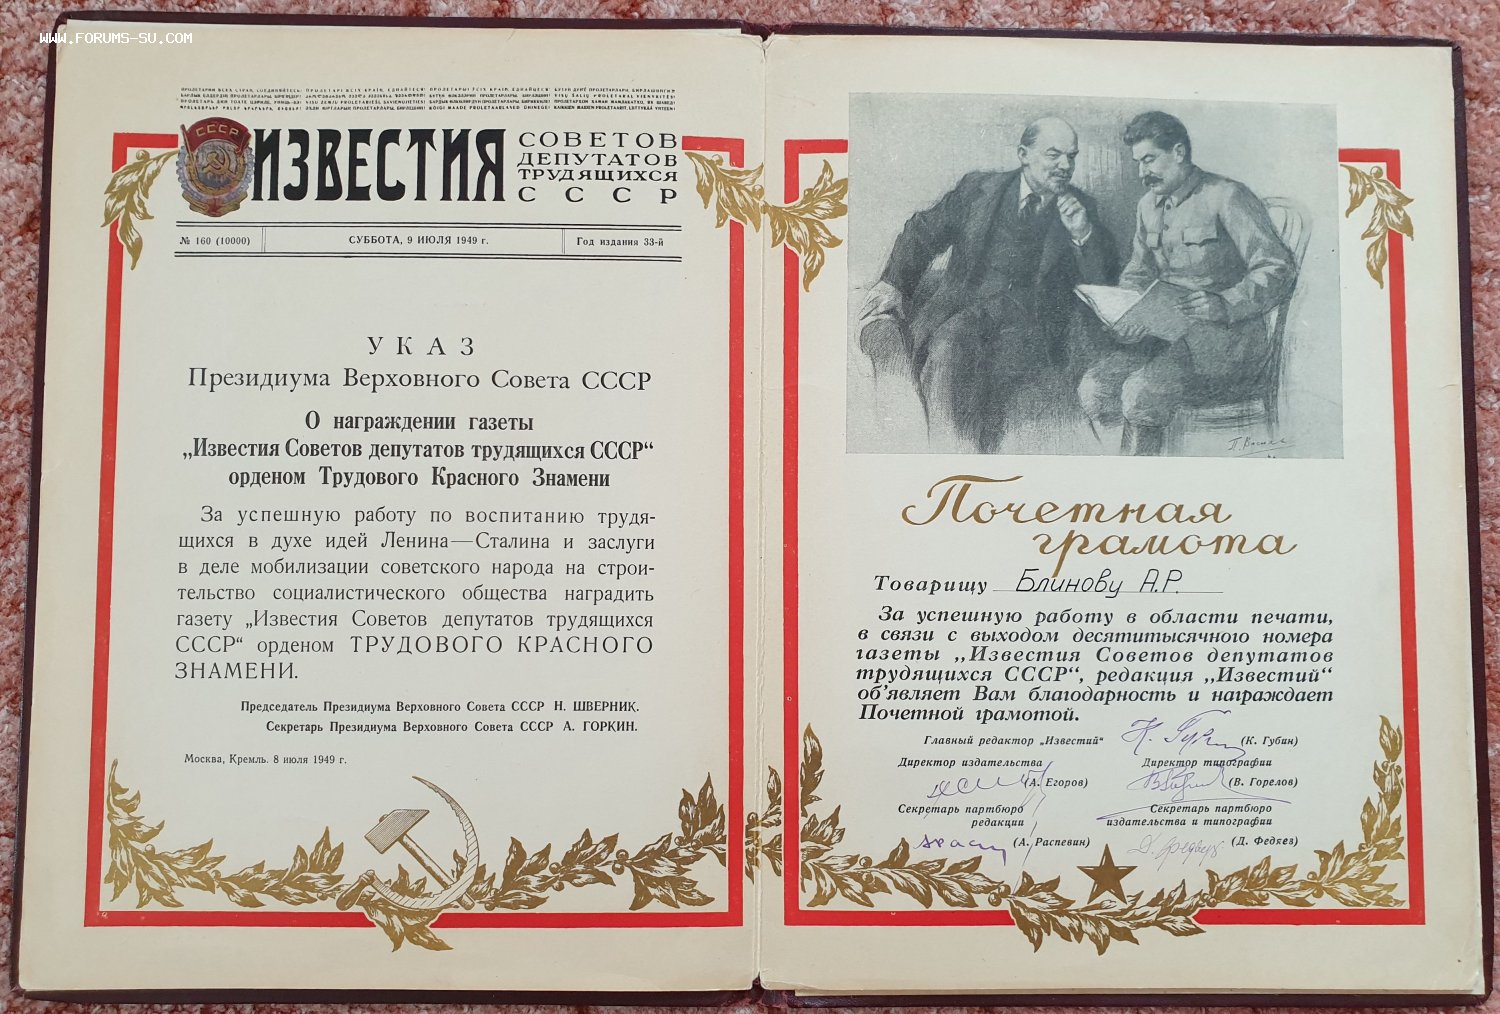 WWW.FORUMS-SU.COM
СССР
ИЗВЕСТИЯ
СОВЕТОВ
ДЕПУТАТОВ
ТРУДЯЩИХСЯ
СССР
№ 160 (10000)
СУББОТА, 9 ИЮЛЯ 1949 г.
Год издания 33-й
УКАЗ
Президиума Верховного Совета СССР
О награждении газеты
„Известия Советов депутатов трудящихся СССР“
орденом Трудового Красного Знамени
За успешную работу по воспитанию трудя-
щихся в духе идей Ленина—Сталина и заслуги
в деле мобилизации советского народа на строи-
тельство социалистического общества наградить
газету „Известия Советов депутатов трудящихся
СССР“ орденом ТРУДОВОГО КРАСНОГО
ЗНАМЕНИ.
Председатель Президиума Верховного Совета СССР Н. ШВЕРНИК.
Секретарь Президиума Верховного Совета СССР А. ГОРКИН.
Москва, Кремль. 8 июля 1949 г.
Почетная
грамота
Товарищу Блинову А.Р.
За успешную работу в области печати,
в связи с выходом десятитысячного номера
газеты „Известия Советов депутатов
трудящихся СССР“, редакция „Известий“
об'являет Вам благодарность и награждает
Почетной грамотой.
Главный редактор „Известий“ (К. Губин)
Директор издательства
(А. Егоров)
Директор типографии
(В. Горелов)
Секретарь партбюро
редакции
(А. Распевин)
Секретарь партбюро
издательства и типографии
(Д. Федяев)